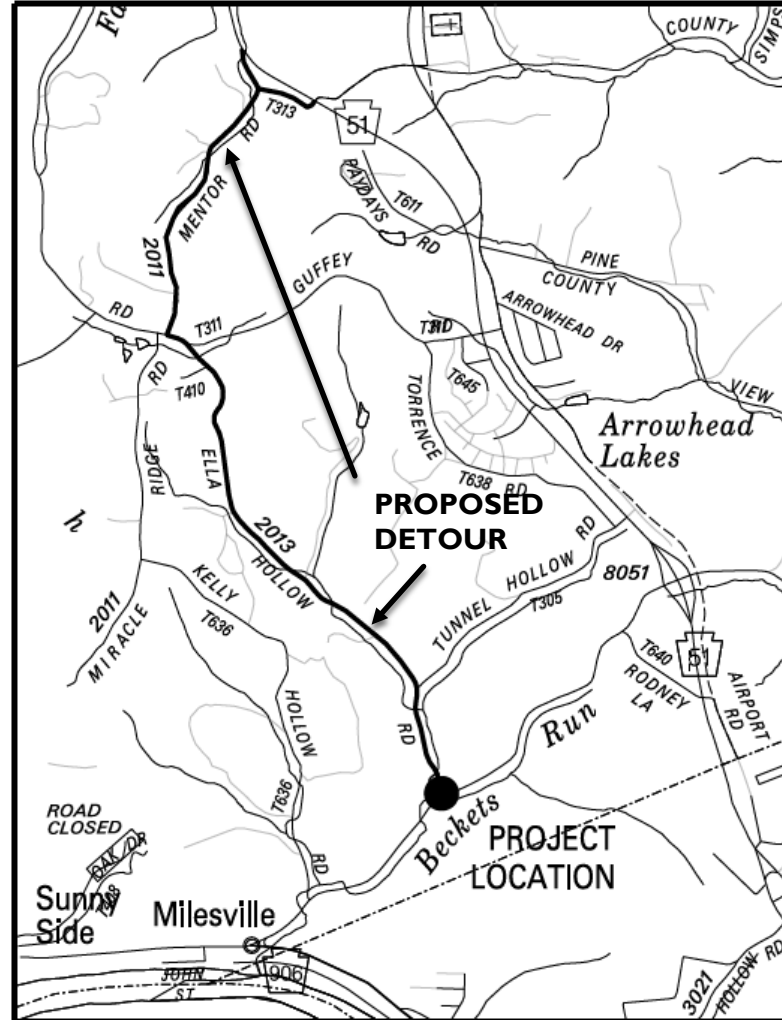 Fa
COUNTY
SIMPS
T313
51
MENTOR
RD
PAYDAYS
RD
T611
2011
GUFFEY
PINE
COUNTY
RD
T311
ARROWHEAD DR
RD
RD
T410
T645
TORRENCE
VIEW
Arrowhead
Lakes
ELLA
RIDGE
T638
RD
PROPOSED
DETOUR
h
2013
HOLLOW
RD
TUNNEL
HOLLOW
RD
8051
T305
KELLY
T636
2011
MIRACLE
HOLLOW
T640
RODNEY
LA
51
AIRPORT
RD
Run
T636
RD
Beckets
PROJECT
LOCATION
ROAD
CLOSED
OAK DR
Sunny
Side
Milesville
JOHN
ST
906
3021
HOLLOW
RD